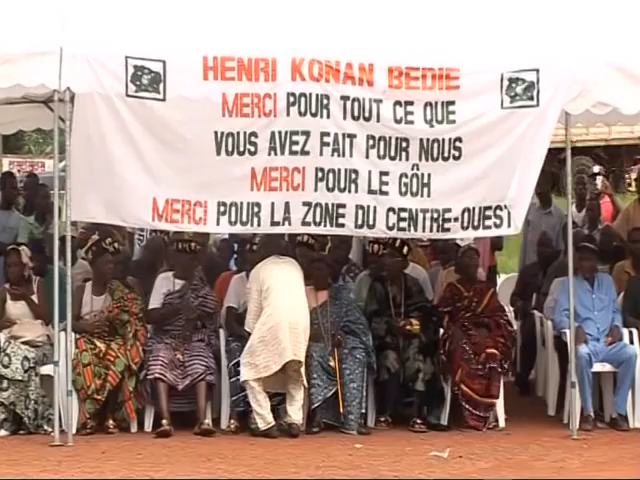 HENRI KONAN BEDIE
MERCI POUR TOUT CE QUE
VOUS AVEZ FAIT POUR NOUS
MERCI POUR LE GÔH
MERCI POUR LA ZONE DU CENTRE-OUEST